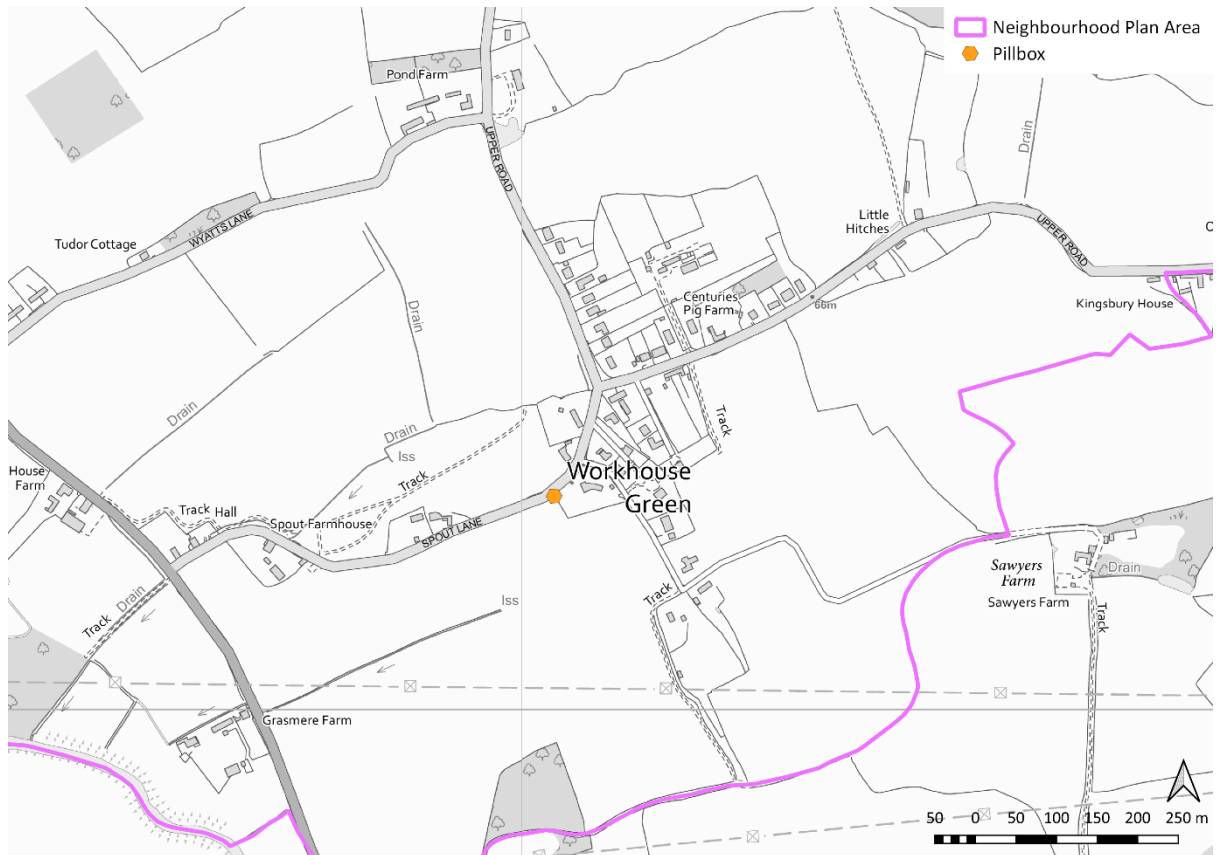 Neighbourhood Plan Area
Pillbox
Pond Farm
UPPER ROAD
Drain
Little
Hitches
UPPER ROAD
O
WYATTS LANE
Tudor Cottage
Centuries
Pig Farm
66m
Kingsbury House
Drain
Drain
Track
Drain
Iss
Track
House
Farm
Workhouse
Green
Track
Hall
Spout Farmhouse
SPOUT LANE
Sawyers
Farm
Drain
Sawyers Farm
Track
Iss
Track
Drain
Track
Grasmere Farm
50 0 50 100 150 200 250 m